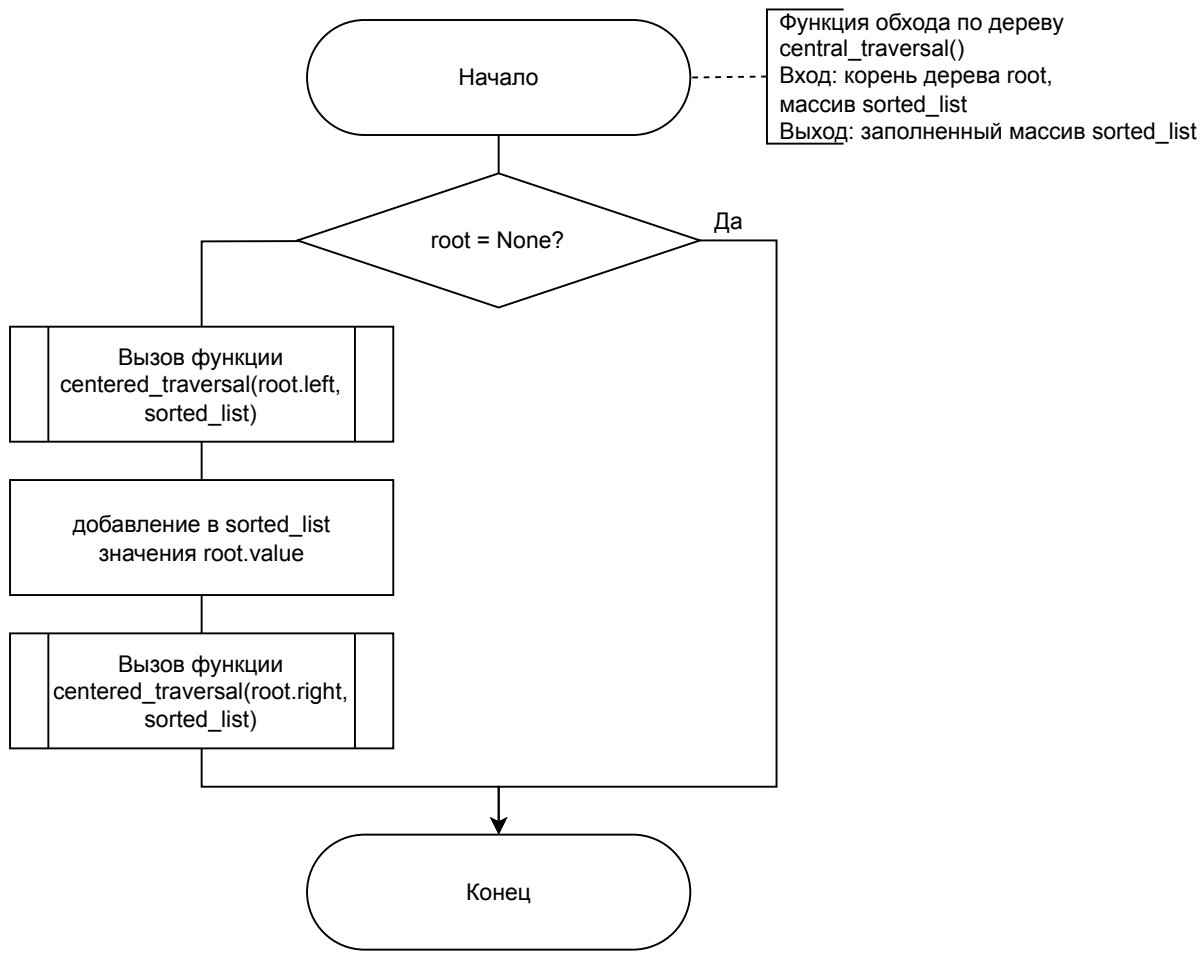 Начало
Функция обхода по дереву
central_traversal()
Вход: корень дерева root,
массив sorted_list
Выход: заполненный массив sorted_list
root = None?
Да
Вызов функции
centered_traversal(root.left,
sorted_list)
добавление в sorted_list
значения root.value
Вызов функции
centered_traversal(root.right,
sorted_list)
Конец